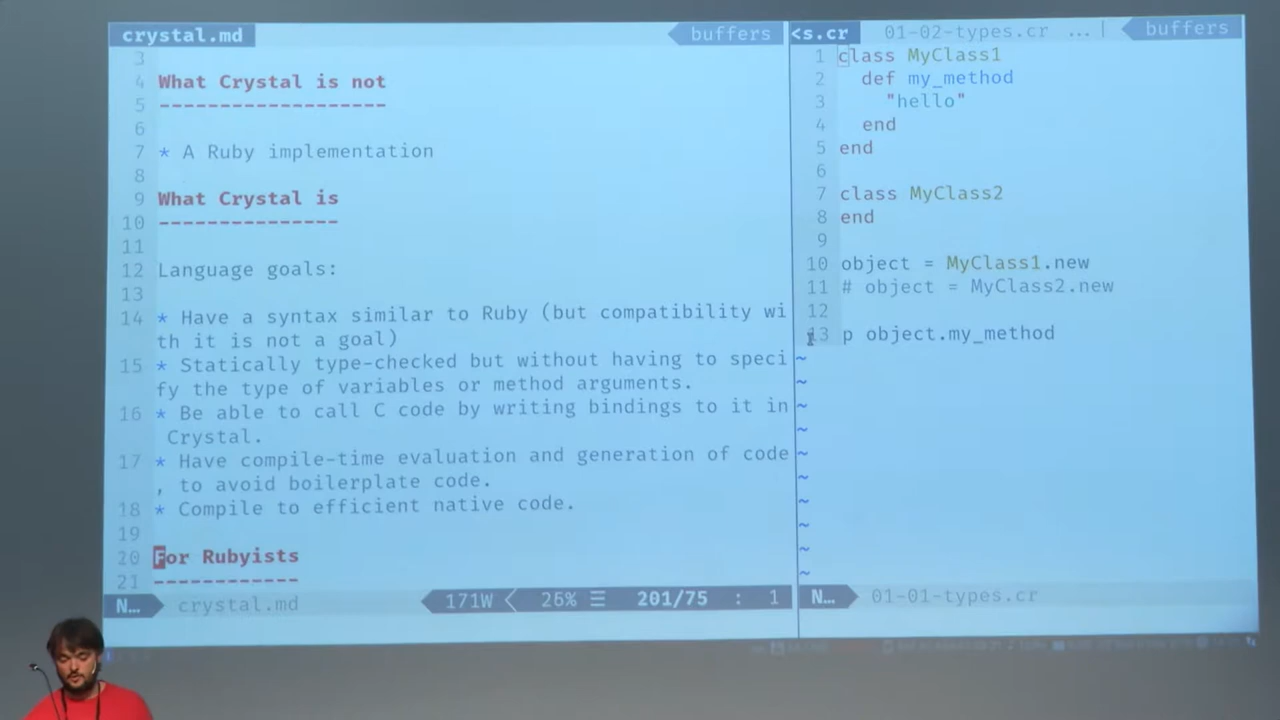 crystal.md
buffers
3
4 What Crystal is not
5 -------------------
6
7 * A Ruby implementation
8
9 What Crystal is
10 ---------------
11
12 Language goals:
13
14 * Have a syntax similar to Ruby (but compatibility wi
th it is not a goal)
15 * Statically type-checked but without having to speci
fy the type of variables or method arguments.
16 * Be able to call C code by writing bindings to it in
Crystal.
17 * Have compile-time evaluation and generation of code
, to avoid boilerplate code.
18 * Compile to efficient native code.
19
20 For Rubyists
21 ------------
N… crystal.md 171W 26% ☰ 201/75 : 1
<s.cr 01-02-types.cr ... | buffers
1 class MyClass1
2 def my_method
3 "hello"
4 end
5 end
6
7 class MyClass2
8 end
9
10 object = MyClass1.new
11 # object = MyClass2.new
12
13 p object.my_method
~
~
~
~
~
~
~
~
~
~
N… 01-01-types.cr